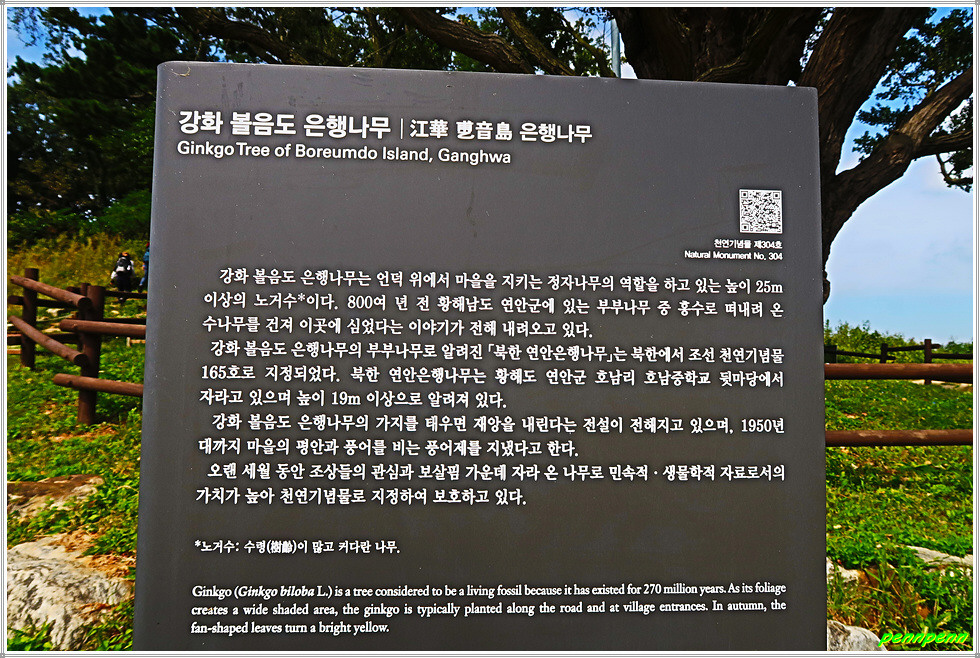 강화 볼음도 은행나무 | 江華 乶音島 은행나무
Ginkgo Tree of Boreumdo Island, Ganghwa
천연기념물 제304호
Natural Monument No. 304
강화 볼음도 은행나무는 언덕 위에서 마을을 지키는 정자나무의 역할을 하고 있는 높이 25m
이상의 노거수*이다. 800여 년 전 황해남도 연안군에 있는 부부나무 중 홍수로 떠내려 온
수나무를 건져 이곳에 심었다는 이야기가 전해 내려오고 있다.
강화 볼음도 은행나무의 부부나무로 알려진 「북한 연안은행나무」는 북한에서 조선 천연기념물
165호로 지정되었다. 북한 연안은행나무는 황해도 연안군 호남리 호남중학교 뒷마당에서
자라고 있으며 높이 19m 이상으로 알려져 있다.
강화 볼음도 은행나무의 가지를 태우면 재앙을 내린다는 전설이 전해지고 있으며, 1950년
대까지 마을의 평안과 풍어를 비는 풍어제를 지냈다고 한다.
오랜 세월 동안 조상들의 관심과 보살핌 가운데 자라 온 나무로 민속적·생물학적 자료로서의
가치가 높아 천연기념물로 지정하여 보호하고 있다.
*노거수: 수령(樹齡)이 많고 커다란 나무.
Ginkgo (Ginkgo biloba L.) is a tree considered to be a living fossil because it has existed for 270 million years. As its foliage
creates a wide shaded area, the ginkgo is typically planted along the road and at village entrances. In autumn, the
fan-shaped leaves turn a bright yellow.
pennpenn